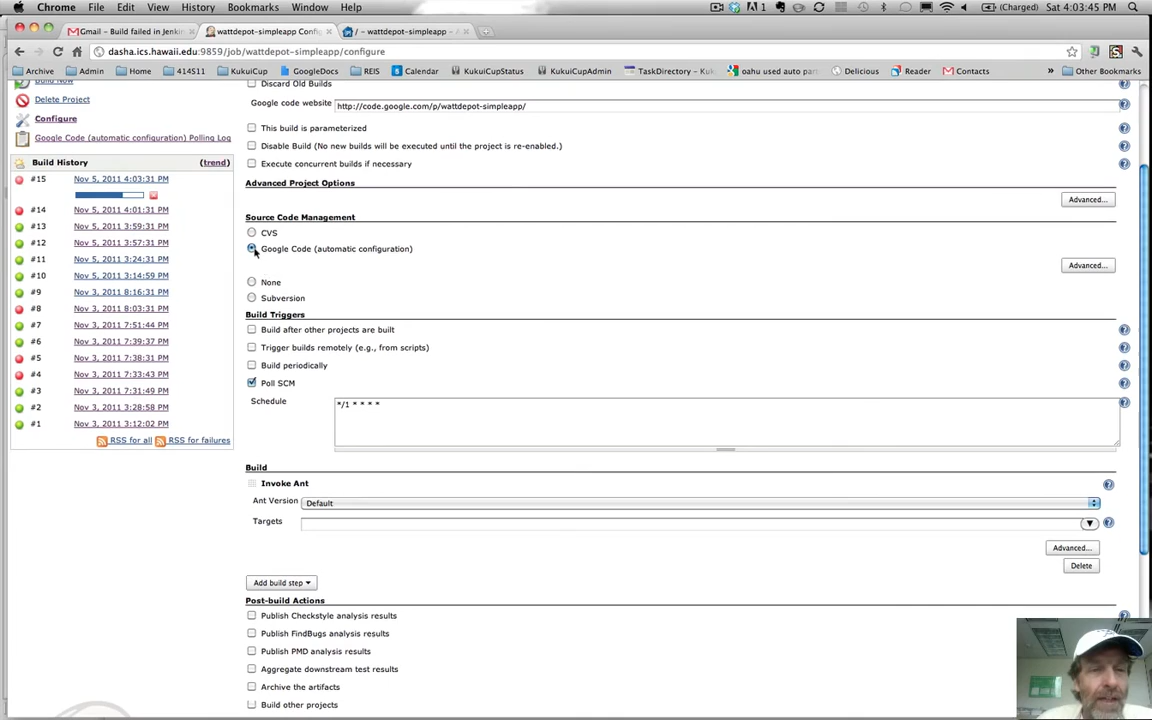 Chrome File Edit View History Bookmarks Window Help 1 (Charged) Sat 4:03:45 PM
Gmail – Build failed in Jenkin wattdepot-simpleapp Config / – wattdepot-simpleapp –
dasha.ics.hawaii.edu:9859/job/wattdepot-simpleapp/configure
Archive Admin Home 414S11 KukuiCup GoogleDocs REIS Calendar KukuiCupStatus KukuiCupAdmin TaskDirectory – Kuk oahu used auto part Delicious Reader Contacts » Other Bookmarks
Build Now
Discard Old Builds
Delete Project
Google code website http://code.google.com/p/wattdepot-simpleapp/
Configure
This build is parameterized
Google Code (automatic configuration) Polling Log
Disable Build (No new builds will be executed until the project is re-enabled.)
Build History (trend)
Execute concurrent builds if necessary
#15 Nov 5, 2011 4:03:31 PM
#14 Nov 5, 2011 4:01:31 PM
#13 Nov 5, 2011 3:59:31 PM
#12 Nov 5, 2011 3:57:31 PM
#11 Nov 5, 2011 3:24:31 PM
#10 Nov 5, 2011 3:14:59 PM
#9 Nov 3, 2011 8:16:31 PM
#8 Nov 3, 2011 8:03:31 PM
#7 Nov 3, 2011 7:51:44 PM
#6 Nov 3, 2011 7:39:37 PM
#5 Nov 3, 2011 7:38:31 PM
#4 Nov 3, 2011 7:33:43 PM
#3 Nov 3, 2011 7:31:49 PM
#2 Nov 3, 2011 3:28:58 PM
#1 Nov 3, 2011 3:12:02 PM
RSS for all RSS for failures
Advanced Project Options
Advanced...
Source Code Management
CVS
Google Code (automatic configuration)
Advanced...
None
Subversion
Build Triggers
Build after other projects are built
Trigger builds remotely (e.g., from scripts)
Build periodically
Poll SCM
Schedule */1 * * * *
Build
Invoke Ant
Ant Version Default
Targets
Advanced...
Delete
Add build step
Post-build Actions
Publish Checkstyle analysis results
Publish FindBugs analysis results
Publish PMD analysis results
Aggregate downstream test results
Archive the artifacts
Build other projects